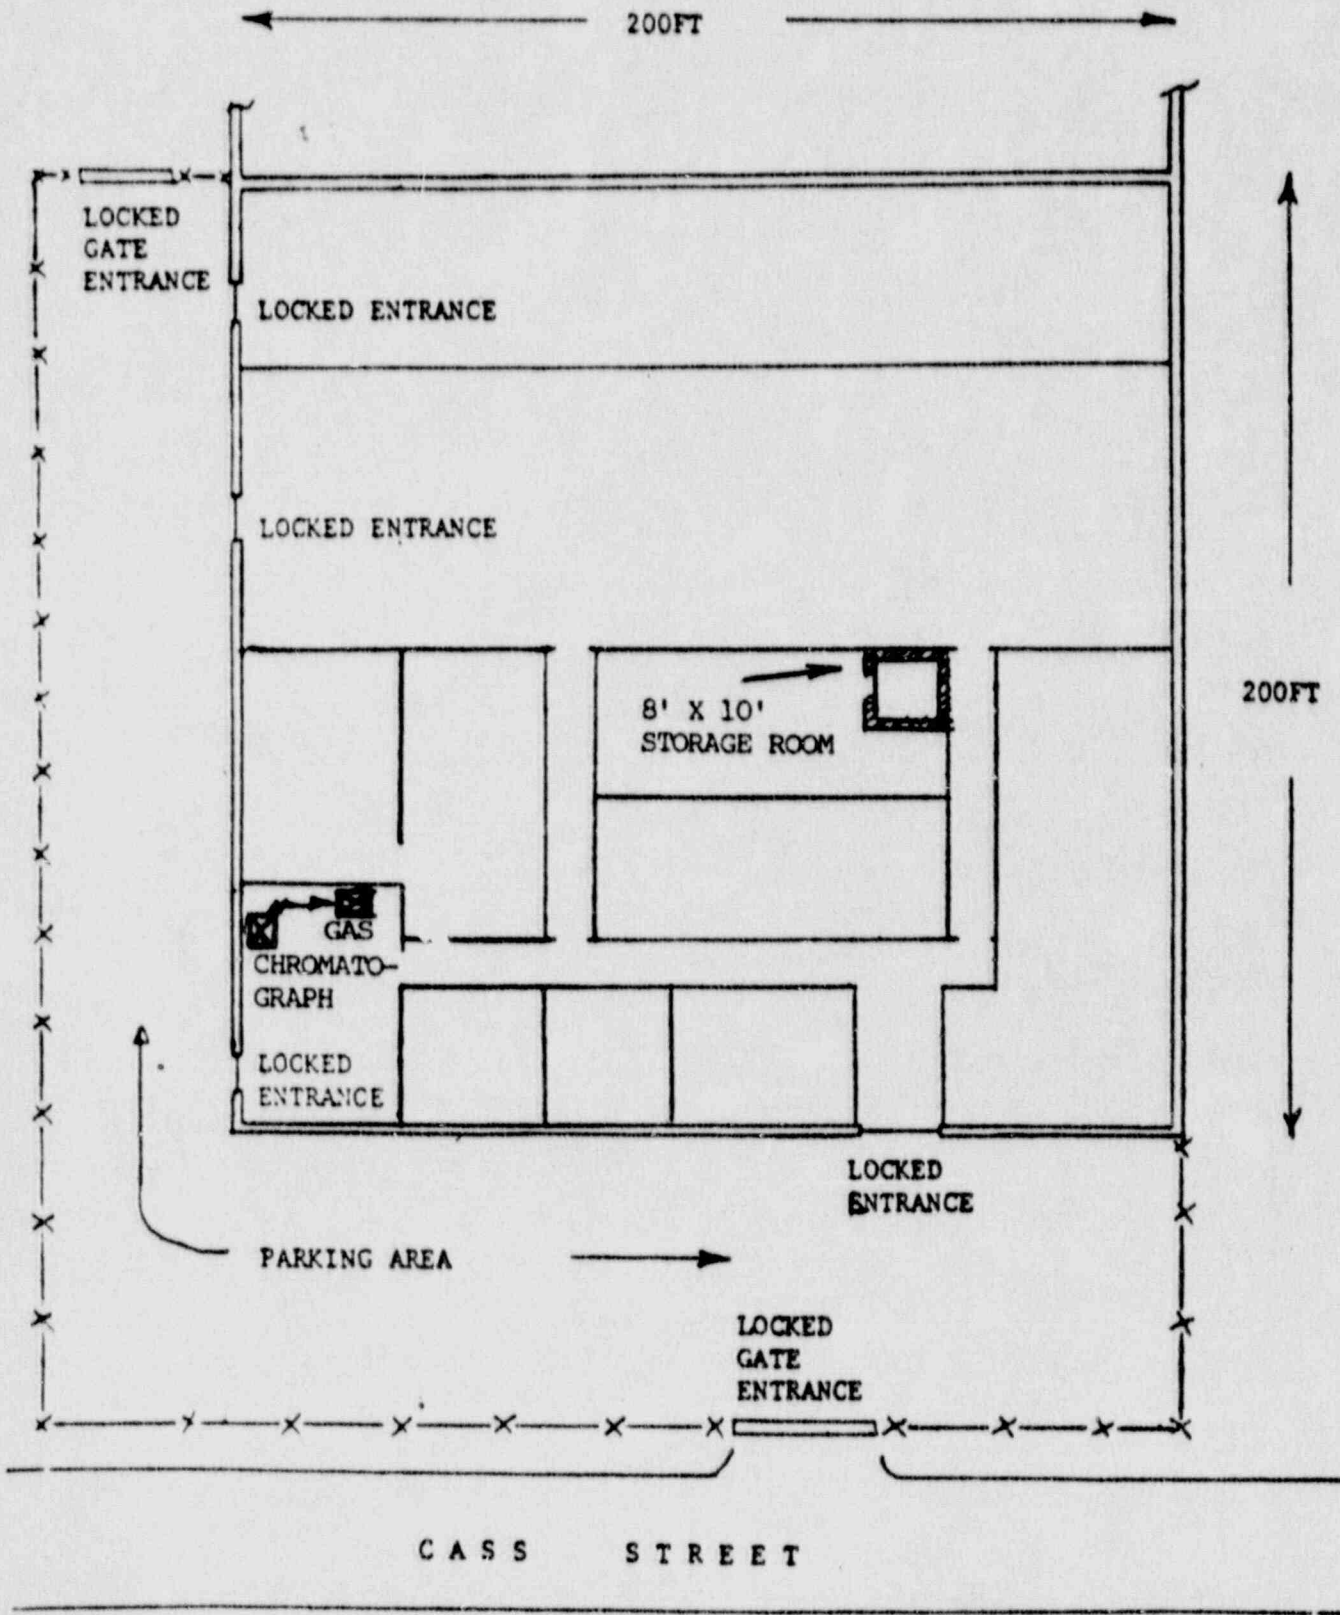 200FT
LOCKED
GATE
ENTRANCE
LOCKED ENTRANCE
LOCKED ENTRANCE
8' X 10'
STORAGE ROOM
200FT
GAS
CHROMATO-
GRAPH
LOCKED
ENTRANCE
LOCKED
ENTRANCE
PARKING AREA
LOCKED
GATE
ENTRANCE
CASS STREET